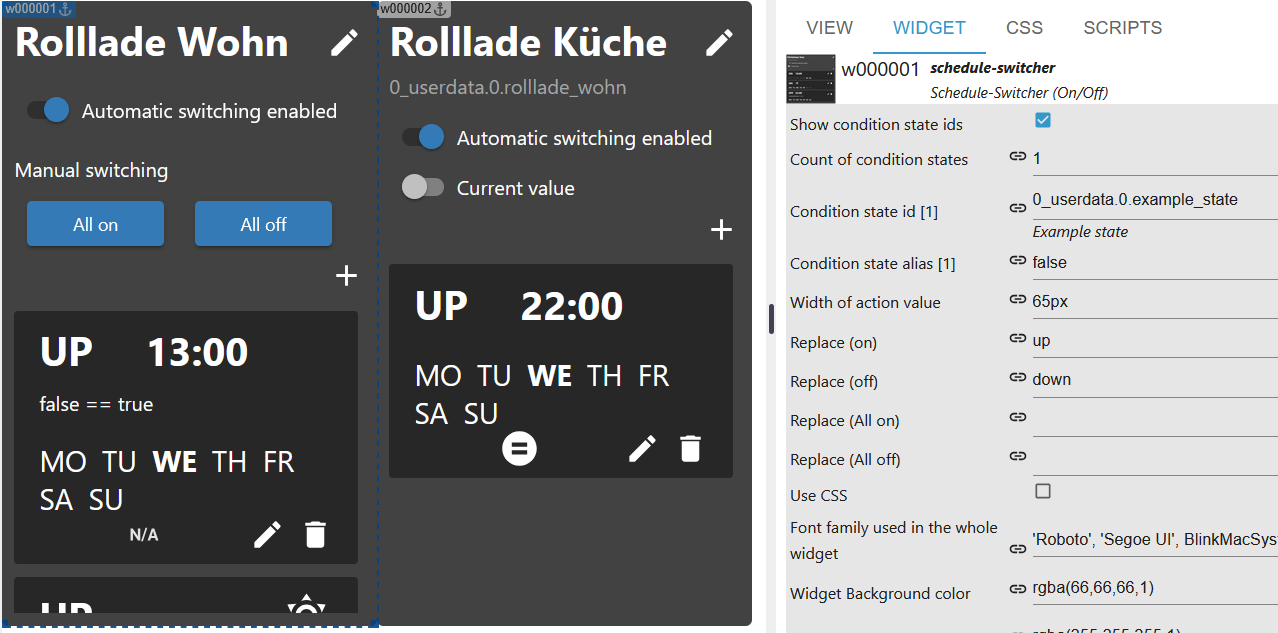 w000001
Rolllade Wohn
Automatic switching enabled
Manual switching
All on
All off
UP 13:00
false == true
MO TU WE TH FR
SA SU
N/A
UP
w000002
Rolllade Küche
0_userdata.0.rolllade_wohn
Automatic switching enabled
Current value
UP 22:00
MO TU WE TH FR
SA SU
VIEW WIDGET CSS SCRIPTS
w000001 schedule-switcher
Schedule-Switcher (On/Off)
Show condition state ids
Count of condition states 1
Condition state id [1] 0_userdata.0.example_state
Example state
Condition state alias [1] false
Width of action value 65px
Replace (on) up
Replace (off) down
Replace (All on)
Replace (All off)
Use CSS
Font family used in the whole
widget 'Roboto', 'Segoe UI', BlinkMacSys
Widget Background color rgba(66,66,66,1)